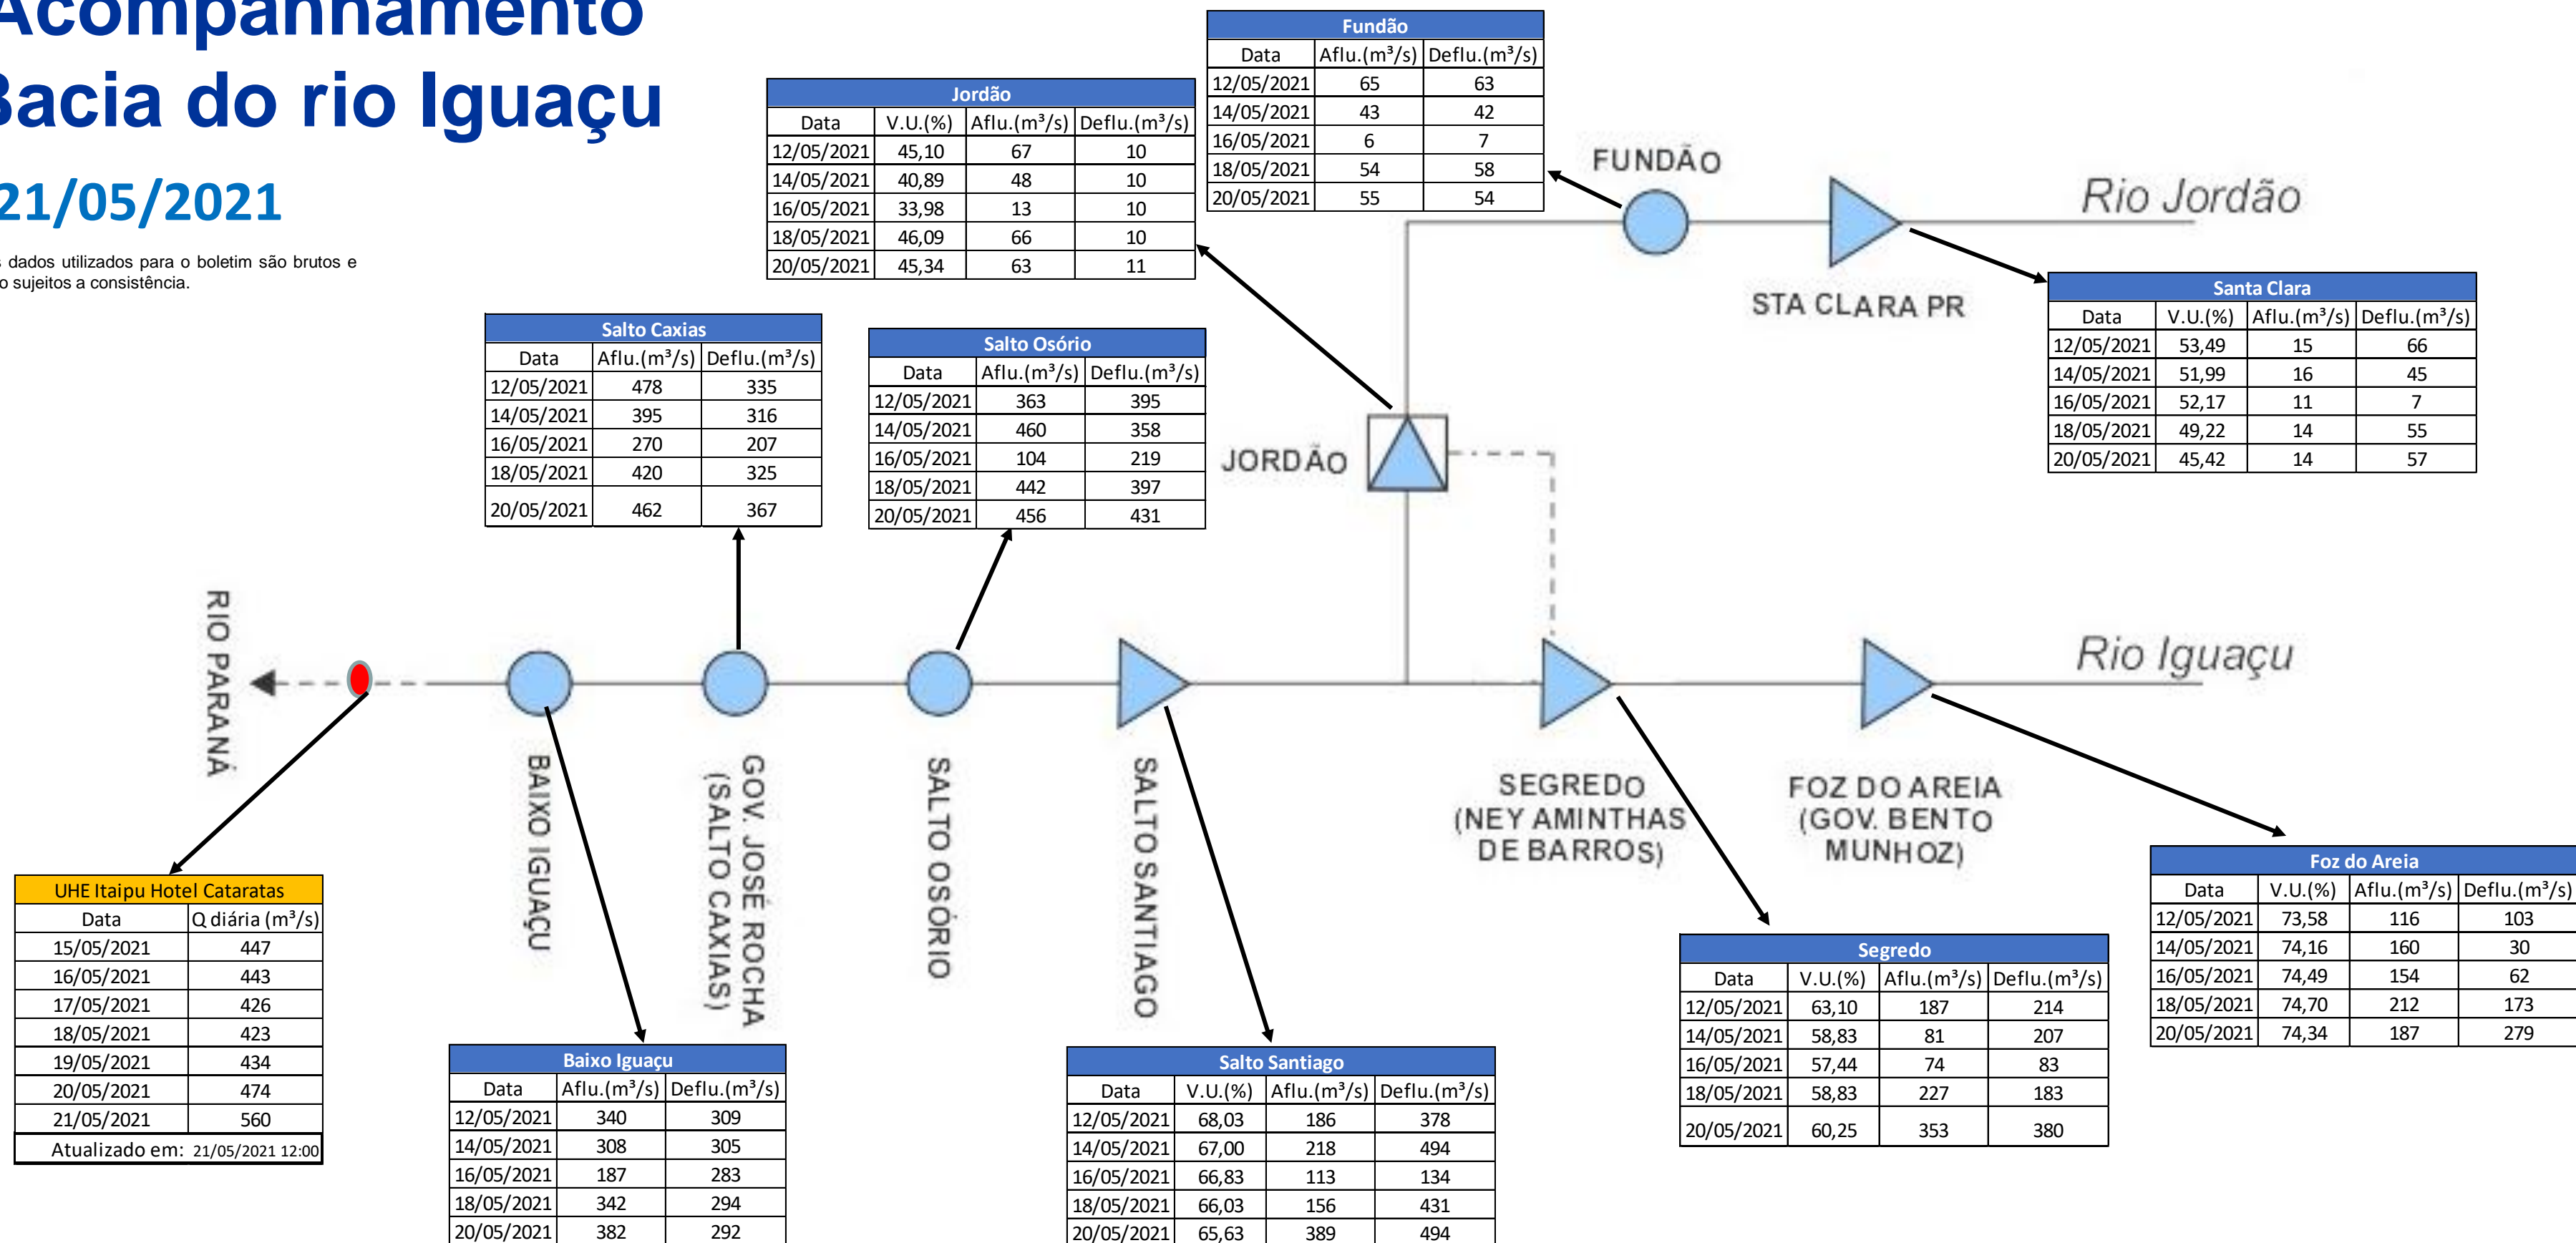 Acompanhamento
Bacia do rio Iguaçu
21/05/2021
s dados utilizados para o boletim são brutos e
o sujeitos a consistência.
Fundão
Data Aflu.(m³/s) Deflu.(m³/s)
12/05/2021 65 63
14/05/2021 43 42
16/05/2021 6 7
18/05/2021 54 58
20/05/2021 55 54
Jordão
Data V.U.(%) Aflu.(m³/s) Deflu.(m³/s)
12/05/2021 45,10 67 10
14/05/2021 40,89 48 10
16/05/2021 33,98 13 10
18/05/2021 46,09 66 10
20/05/2021 45,34 63 11
FUNDÃO
Rio Jordão
STA CLARA PR
Santa Clara
Data V.U.(%) Aflu.(m³/s) Deflu.(m³/s)
12/05/2021 53,49 15 66
14/05/2021 51,99 16 45
16/05/2021 52,17 11 7
18/05/2021 49,22 14 55
20/05/2021 45,42 14 57
Salto Caxias
Data Aflu.(m³/s) Deflu.(m³/s)
12/05/2021 478 335
14/05/2021 395 316
16/05/2021 270 207
18/05/2021 420 325
20/05/2021 462 367
Salto Osório
Data Aflu.(m³/s) Deflu.(m³/s)
12/05/2021 363 395
14/05/2021 460 358
16/05/2021 104 219
18/05/2021 442 397
20/05/2021 456 431
JORDÃO
RIO PARANÁ
Rio Iguaçu
BAIXO IGUAÇU
GOV. JOSÉ ROCHA
(SALTO CAXIAS)
SALTO OSÓRIO
SALTO SANTIAGO
SEGREDO
(NEY AMINTHAS
DE BARROS)
FOZ DO AREIA
(GOV. BENTO
MUNHOZ)
UHE Itaipu Hotel Cataratas
Data Q diária (m³/s)
15/05/2021 447
16/05/2021 443
17/05/2021 426
18/05/2021 423
19/05/2021 434
20/05/2021 474
21/05/2021 560
Atualizado em: 21/05/2021 12:00
Baixo Iguaçu
Data Aflu.(m³/s) Deflu.(m³/s)
12/05/2021 340 309
14/05/2021 308 305
16/05/2021 187 283
18/05/2021 342 294
20/05/2021 382 292
Salto Santiago
Data V.U.(%) Aflu.(m³/s) Deflu.(m³/s)
12/05/2021 68,03 186 378
14/05/2021 67,00 218 494
16/05/2021 66,83 113 134
18/05/2021 66,03 156 431
20/05/2021 65,63 389 494
Segredo
Data V.U.(%) Aflu.(m³/s) Deflu.(m³/s)
12/05/2021 63,10 187 214
14/05/2021 58,83 81 207
16/05/2021 57,44 74 83
18/05/2021 58,83 227 183
20/05/2021 60,25 353 380
Foz do Areia
Data V.U.(%) Aflu.(m³/s) Deflu.(m³/s)
12/05/2021 73,58 116 103
14/05/2021 74,16 160 30
16/05/2021 74,49 154 62
18/05/2021 74,70 212 173
20/05/2021 74,34 187 279